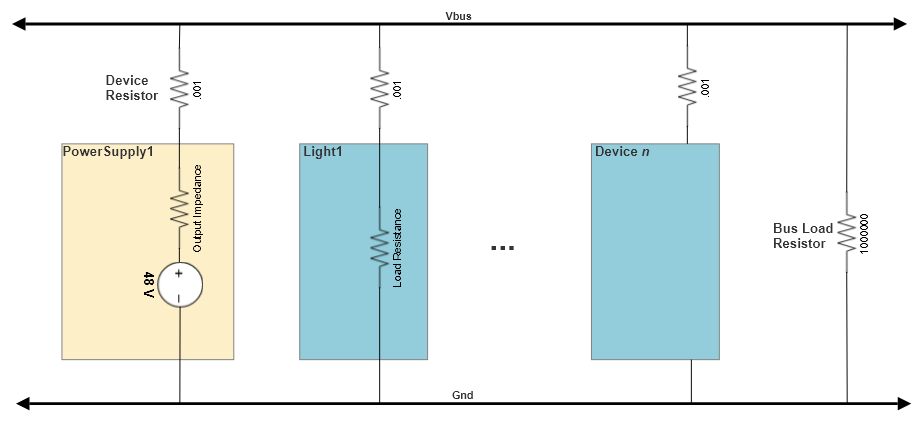 Vbus
Device
Resistor
.001
.001
.001
PowerSupply1
Light1
Device n
Output Impedance
Load Resistance
Bus Load
Resistor
1000000
...
+
48 V
Gnd